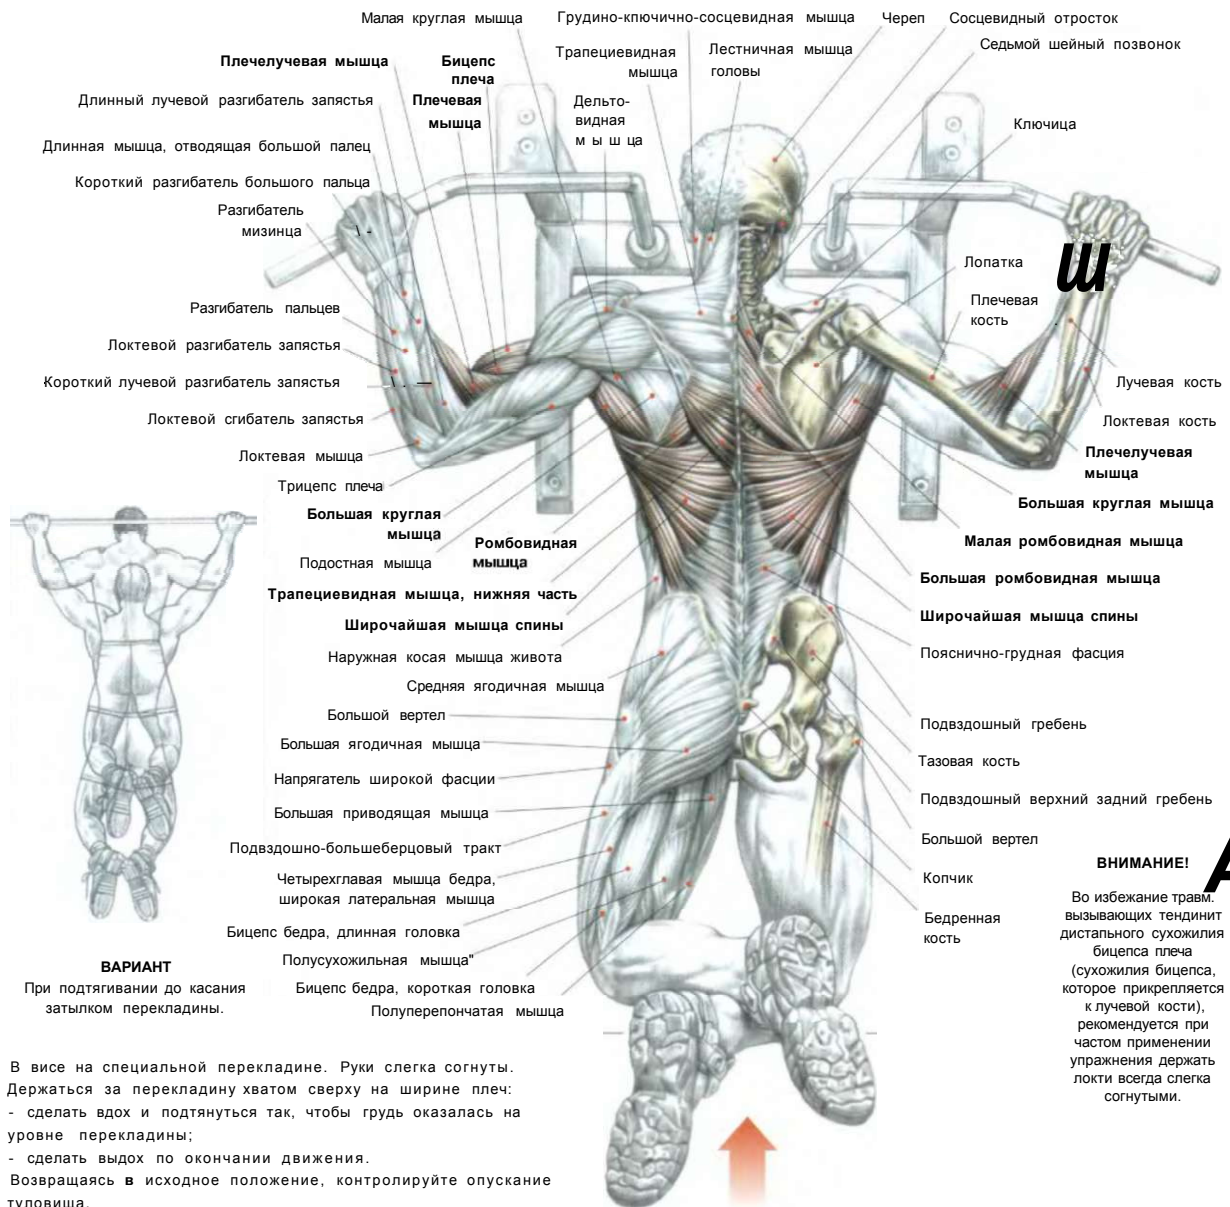 Малая круглая мышца
Грудино-ключично-сосцевидная мышца
Череп
Сосцевидный отросток
Седьмой шейный позвонок
Плечелучевая мышца
Бицепс
плеча
Трапециевидная
мышца
Лестничная мышца
головы
Длинный лучевой разгибатель запястья
Плечевая
мышца
Дельто-
видная
м ы ш ца
Ключица
Длинная мышца, отводящая большой палец
Короткий разгибатель большого пальца
Разгибатель
мизинца
Ш
Лопатка
Плечевая
кость
Разгибатель пальцев
Локтевой разгибатель запястья
Короткий лучевой разгибатель запястья
Локтевой сгибатель запястья
Локтевая мышца
Трицепс плеча
Большая круглая
мышца
Подостная мышца
Ромбовидная
мышца
Трапециевидная мышца, нижняя часть
Широчайшая мышца спины
Наружная косая мышца живота
Средняя ягодичная мышца
Большой вертел
Большая ягодичная мышца
Напрягатель широкой фасции
Большая приводящая мышца
Подвздошно-большеберцовый тракт
Четырехглавая мышца бедра,
широкая латеральная мышца
Бицепс бедра, длинная головка
Полусухожильная мышца"
Бицепс бедра, короткая головка
Полуперепончатая мышца
Лучевая кость
Локтевая кость
Плечелучевая
мышца
Большая круглая мышца
Малая ромбовидная мышца
Большая ромбовидная мышца
Широчайшая мышца спины
Пояснично-грудная фасция
Подвздошный гребень
Тазовая кость
Подвздошный верхний задний гребень
Большой вертел
Копчик
Бедренная
кость
ВАРИАНТ
При подтягивании до касания
затылком перекладины.
ВНИМАНИЕ!
Во избежание травм.
вызывающих тендинит
дистапьного сухожилия
бицепса плеча
(сухожилия бицепса,
которое прикрепляется
к лучевой кости),
рекомендуется при
частом применении
упражнения держать
локти всегда слегка
согнутыми.
В висе на специальной перекладине. Руки слегка согнуты.
Держаться за перекладину хватом сверху на ширине плеч:
- сделать вдох и подтянуться так, чтобы грудь оказалась на
уровне перекладины;
- сделать выдох по окончании движения.
Возвращаясь в исходное положение, контролируйте опускание
туловища.